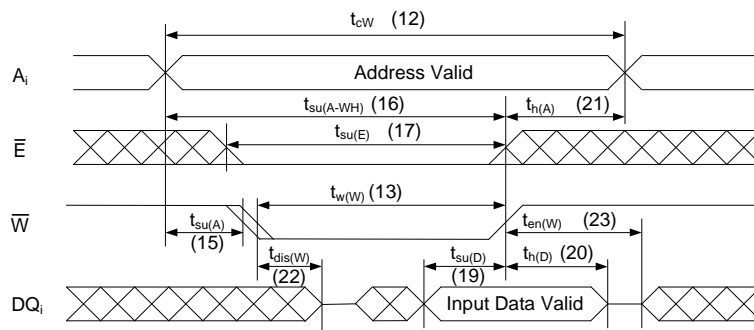 t_cW (12)
A_i Address Valid
t_su(A-WH) (16) t_h(A) (21)
t_su(E) (17)
E̅
t_w(W) (13)
W̅
t_su(A) (15) t_en(W) (23)
t_dis(W) (22) t_su(D) (19) t_h(D) (20)
DQ_i Input Data Valid